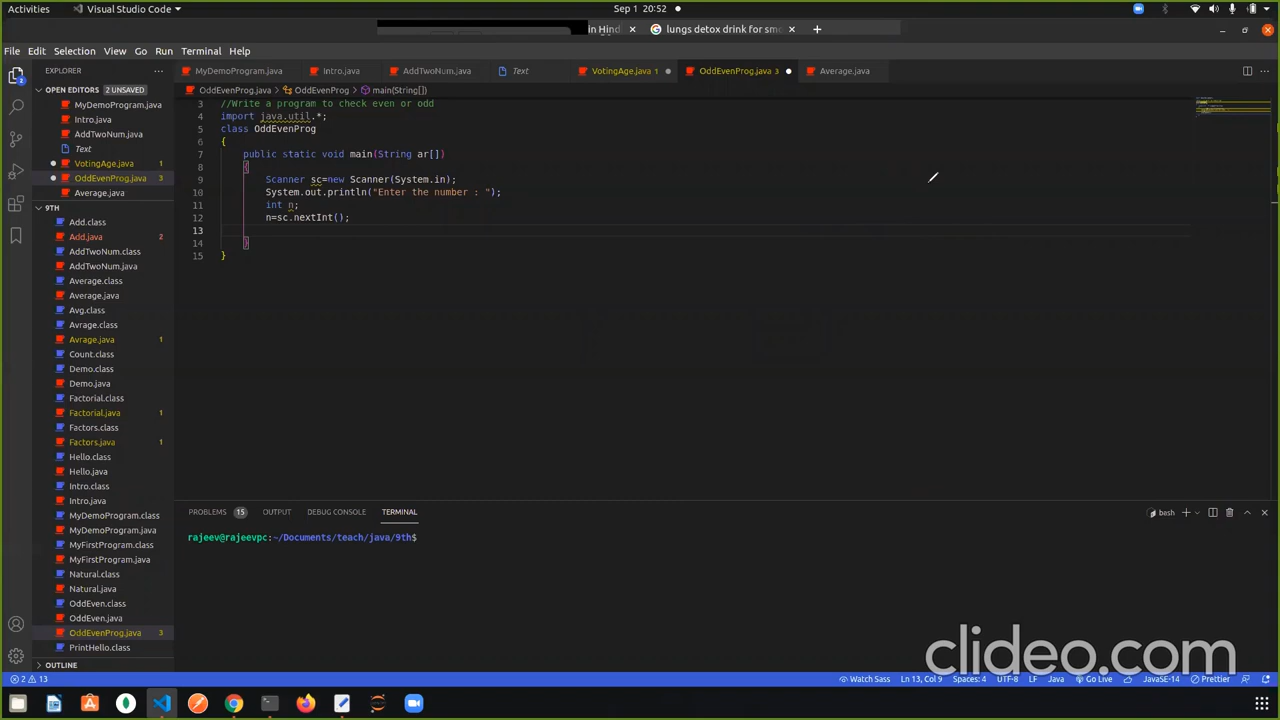 Activities
Visual Studio Code
Sep 1 20:52
in Hindi
lungs detox drink for smo
File Edit Selection View Go Run Terminal Help
EXPLORER
MyDemoProgram.java
Intro.java
AddTwoNum.java
Text
VotingAge.java 1
OddEvenProg.java 3
Average.java
OPEN EDITORS 2 UNSAVED
MyDemoProgram.java
Intro.java
AddTwoNum.java
Text
VotingAge.java 1
OddEvenProg.java 3
Average.java
9TH
Add.class
Add.java 2
AddTwoNum.class
AddTwoNum.java
Average.class
Average.java
Avg.class
Avrage.class
Avrage.java 1
Count.class
Demo.class
Demo.java
Factorial.class
Factorial.java 1
Factors.class
Factors.java 1
Hello.class
Hello.java
Intro.class
Intro.java
MyDemoProgram.class
MyDemoProgram.java
MyFirstProgram.class
MyFirstProgram.java
Natural.class
Natural.java
OddEven.class
OddEven.java
OddEvenProg.java 3
PrintHello.class
OUTLINE
OddEvenProg.java > OddEvenProg > main(String[])
3 //Write a program to check even or odd
4 import java.util.*;
5 class OddEvenProg
6 {
7 public static void main(String ar[])
8 {
9 Scanner sc=new Scanner(System.in);
10 System.out.println("Enter the number : ");
11 int n;
12 n=sc.nextInt();
13
14 }
15 }
PROBLEMS 15 OUTPUT DEBUG CONSOLE TERMINAL
bash
rajeev@rajeevpc:~/Documents/teach/java/9th$
clideo.com
2 13
Watch Sass
Ln 13, Col 9
Spaces: 4
UTF-8
LF
Java
Go Live
JavaSE-14
Prettier
2